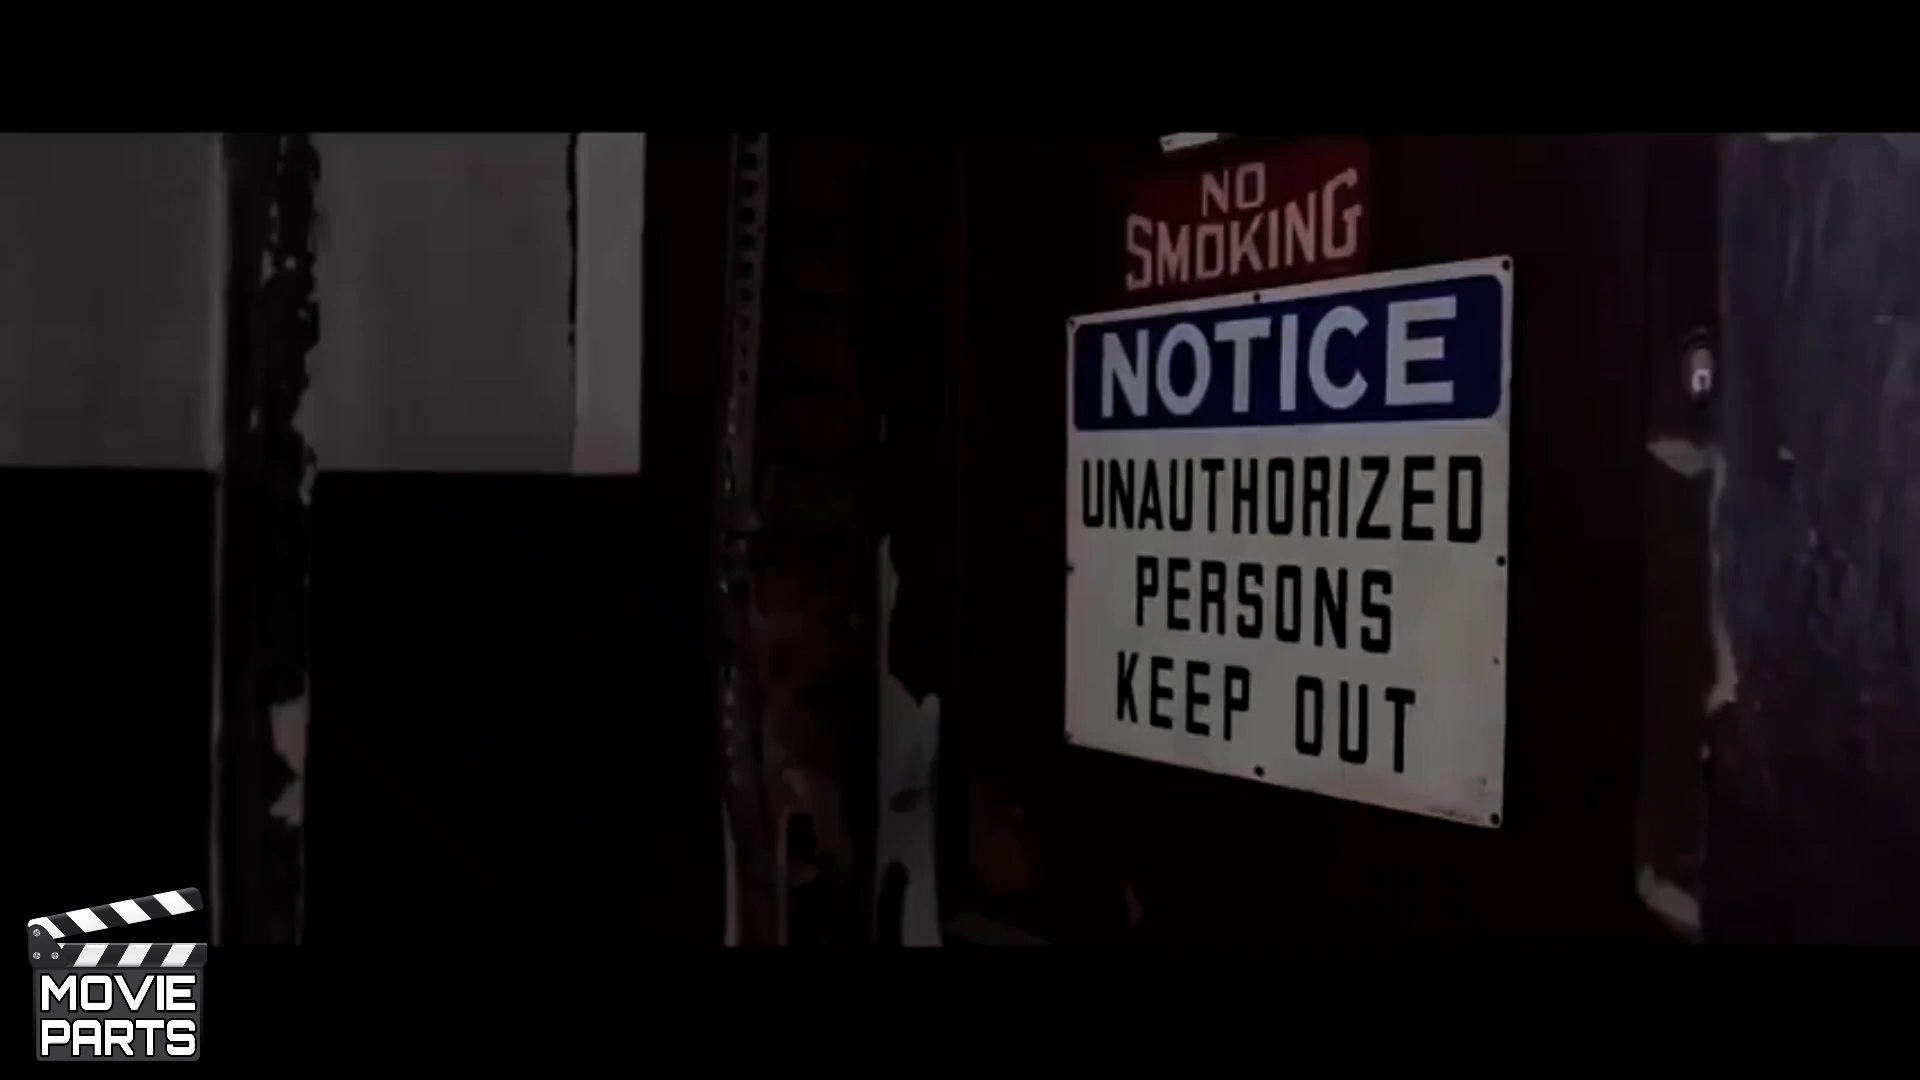 NO
SMOKING
NOTICE
UNAUTHORIZED
PERSONS
KEEP OUT
MOVIE
PARTS